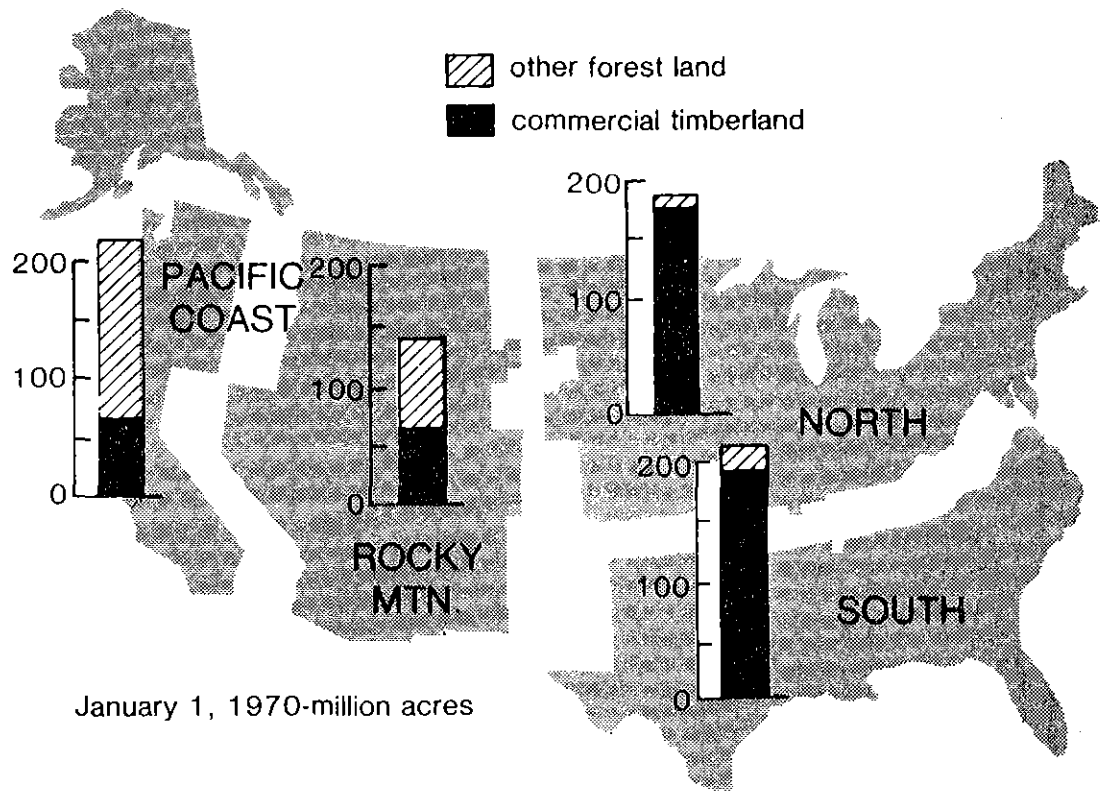 other forest land
commercial timberland
200
100
0
PACIFIC
COAST
200
100
0
ROCKY
MTN.
200
100
0
NORTH
200
100
0
SOUTH
January 1, 1970-million acres